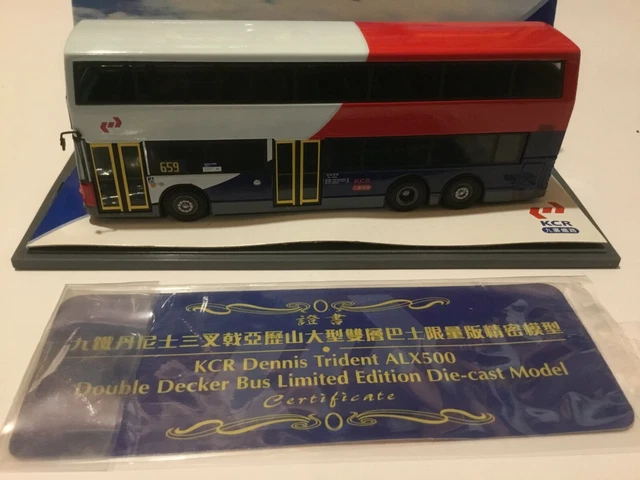 659
KCR
KCR
九廣鐵路
證書
九鐵丹尼士三叉戟亞歷山大型雙層巴士限量版精密模型
KCR Dennis Trident ALX500
Double Decker Bus Limited Edition Die-cast Model
Certificate